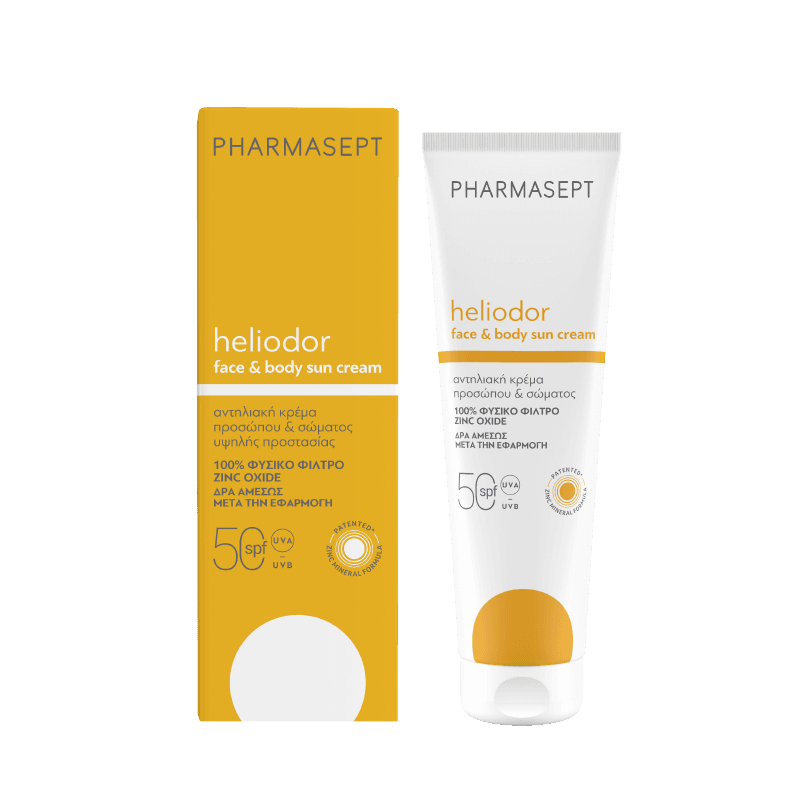 PHARMASEPT
heliodor
face & body sun cream
αντηλιακή κρέμα
προσώπου & σώματος
υψηλής προστασίας
100% ΦΥΣΙΚΟ ΦΙΛΤΡΟ
ZINC OXIDE
ΔΡΑ ΑΜΕΣΩΣ
ΜΕΤΑ ΤΗΝ ΕΦΑΡΜΟΓΗ
50 spf UVA
– UVB
PATENTED*
ZINC MINERAL FORMULA
PHARMASEPT
heliodor
face & body sun cream
αντηλιακή κρέμα
προσώπου & σώματος
100% ΦΥΣΙΚΟ ΦΙΛΤΡΟ
ZINC OXIDE
ΔΡΑ ΑΜΕΣΩΣ
ΜΕΤΑ ΤΗΝ ΕΦΑΡΜΟΓΗ
50 spf UVA
– UVB
PATENTED*
ZINC MINERAL FORMULA